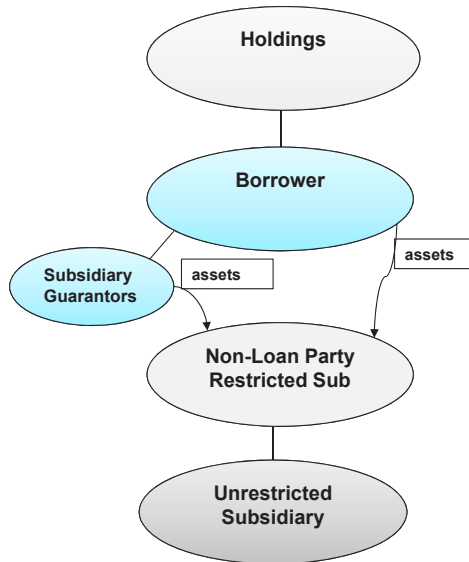 Holdings
Borrower
assets
Subsidiary
Guarantors
assets
Non-Loan Party
Restricted Sub
Unrestricted
Subsidiary